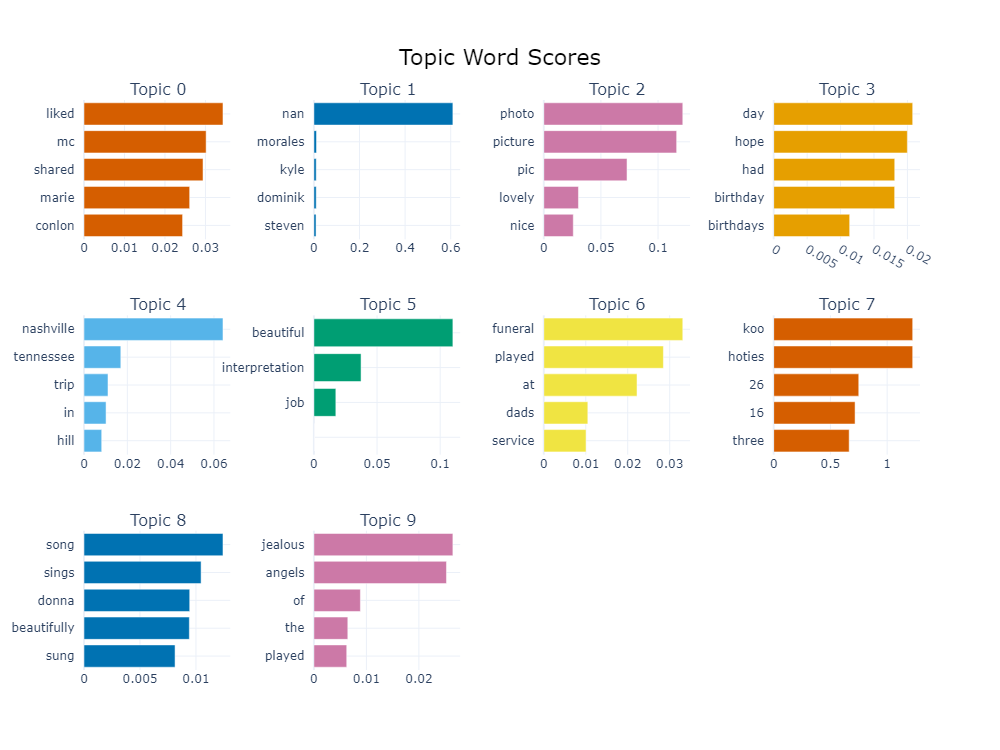 Topic Word Scores
Topic 0
liked
mc
shared
marie
conlon
0 0.01 0.02 0.03
Topic 1
nan
morales
kyle
dominik
steven
0 0.2 0.4 0.6
Topic 2
photo
picture
pic
lovely
nice
0 0.05 0.1
Topic 3
day
hope
had
birthday
birthdays
0 0.005 0.01 0.015 0.02
Topic 4
nashville
tennessee
trip
in
hill
0 0.02 0.04 0.06
Topic 5
beautiful
interpretation
job
0 0.05 0.1
Topic 6
funeral
played
at
dads
service
0 0.01 0.02 0.03
Topic 7
koo
hoties
26
16
three
0 0.5 1
Topic 8
song
sings
donna
beautifully
sung
0 0.005 0.01
Topic 9
jealous
angels
of
the
played
0 0.01 0.02